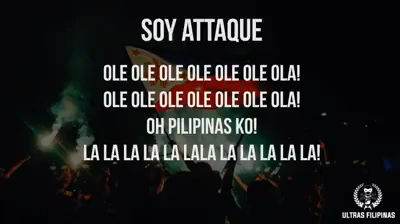 SOY ATTAQUE
OLE OLE OLE OLE OLE OLE OLA!
OLE OLE OLE OLE OLE OLE OLA!
OH PILIPINAS KO!
LA LA LA LA LA LALA LA LA LA LA LA!
ULTRAS FILIPINAS